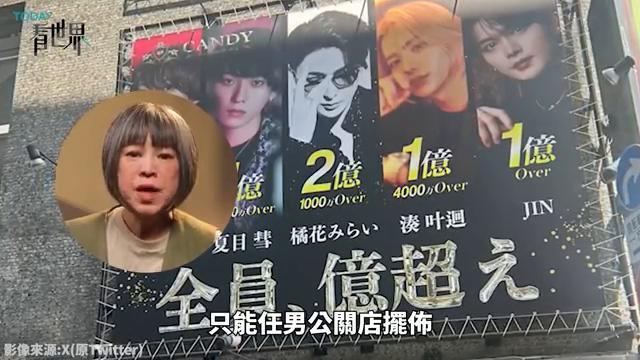 TODAY
看世界
CANDY
1億
Over
2億
1000万Over
1億
4000万Over
1億
Over
夏目 彗
橘花みらい
湊 叶迴
JIN
全員、億超え
只能任男公關店擺佈
影像來源:X(原Twitter)